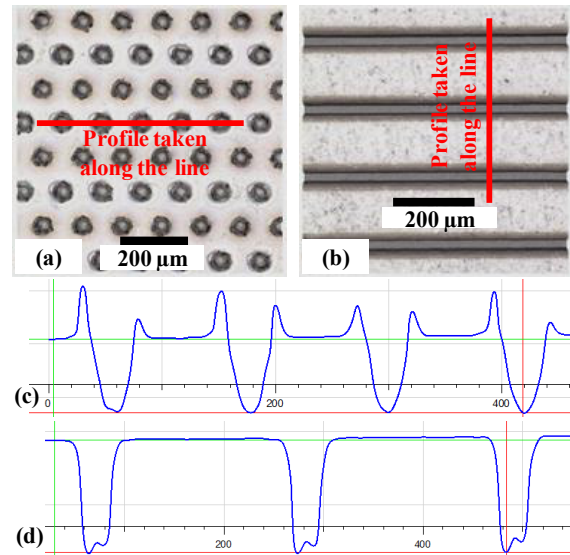 Profile taken
along the line
(a)
200 μm
Profile taken
along the line
200 μm
(b)
(c)
0
200
400
(d)
200
400